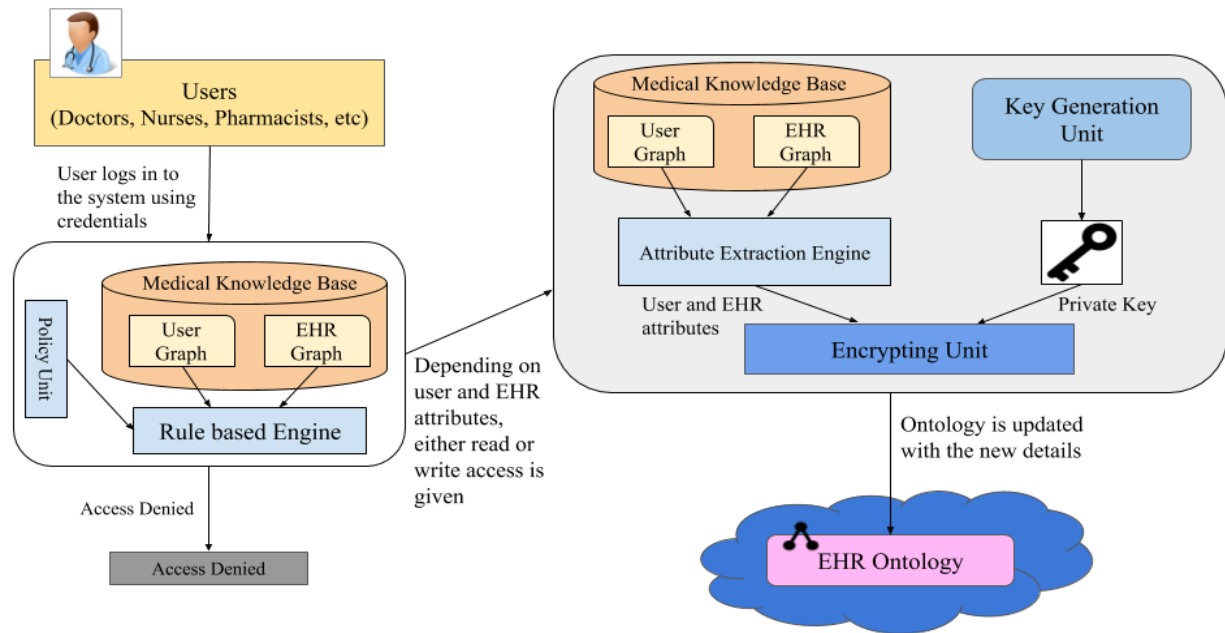 Users
(Doctors, Nurses, Pharmacists, etc)
User logs in to
the system using
credentials
Medical Knowledge Base
User
Graph
EHR
Graph
Policy Unit
Rule based Engine
Access Denied
Access Denied
Depending on
user and EHR
attributes,
either read or
write access is
given
Medical Knowledge Base
User
Graph
EHR
Graph
Key Generation
Unit
Attribute Extraction Engine
User and EHR
attributes
Private Key
Encrypting Unit
Ontology is updated
with the new details
EHR Ontology